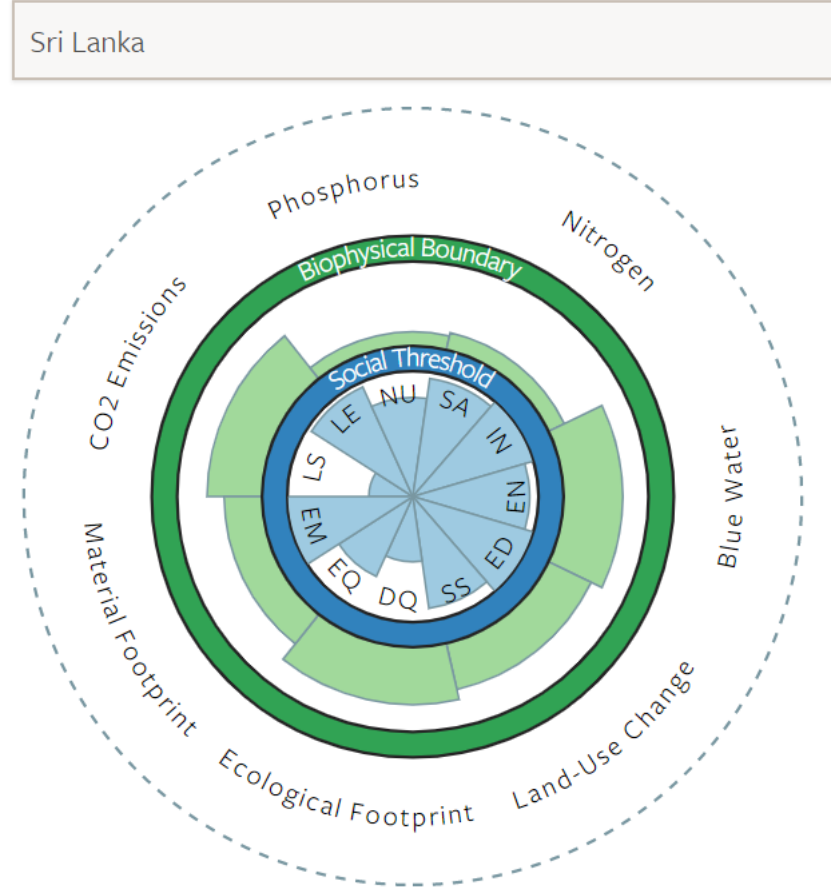 Sri Lanka
Phosphorus
Nitrogen
Biophysical Boundary
CO2 Emissions
Social Threshold
NU
SA
LE
IN
LS
EN
Blue Water
EM
ED
EQ
SS
DQ
Material Footprint
Land-Use Change
Ecological Footprint